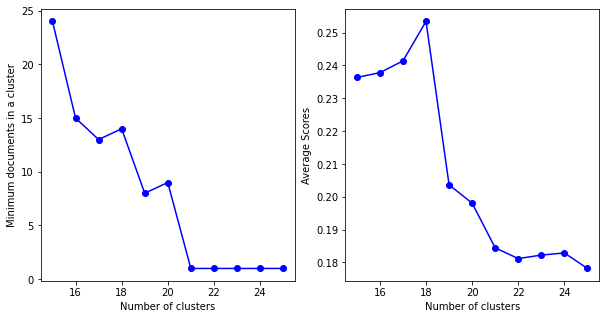 25
20
15
10
5
0
Minimum documents in a cluster
16 18 20 22 24
Number of clusters
0.25
0.24
0.23
0.22
0.21
0.20
0.19
0.18
Average Scores
16 18 20 22 24
Number of clusters